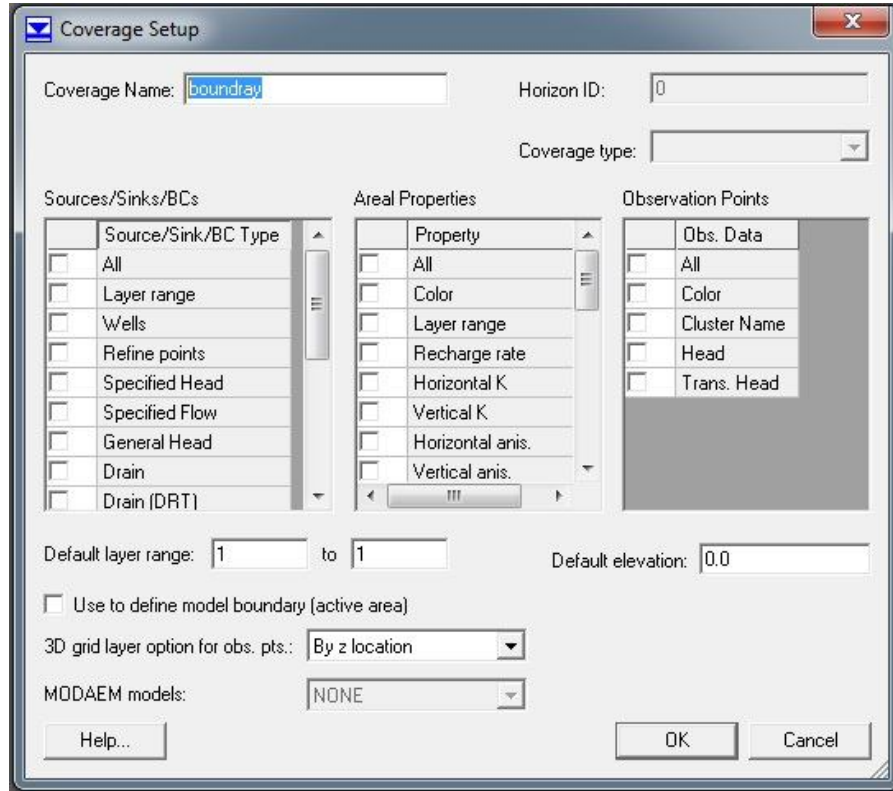 Coverage Setup
Coverage Name: boundray
Horizon ID: 0
Coverage type:
Sources/Sinks/BCs
Source/Sink/BC Type
All
Layer range
Wells
Refine points
Specified Head
Specified Flow
General Head
Drain
Drain (DRT)
Areal Properties
Property
All
Color
Layer range
Recharge rate
Horizontal K
Vertical K
Horizontal anis.
Vertical anis.
Observation Points
Obs. Data
All
Color
Cluster Name
Head
Trans. Head
Default layer range: 1 to 1
Default elevation: 0.0
Use to define model boundary (active area)
3D grid layer option for obs. pts.: By z location
MODAEM models: NONE
Help... OK Cancel